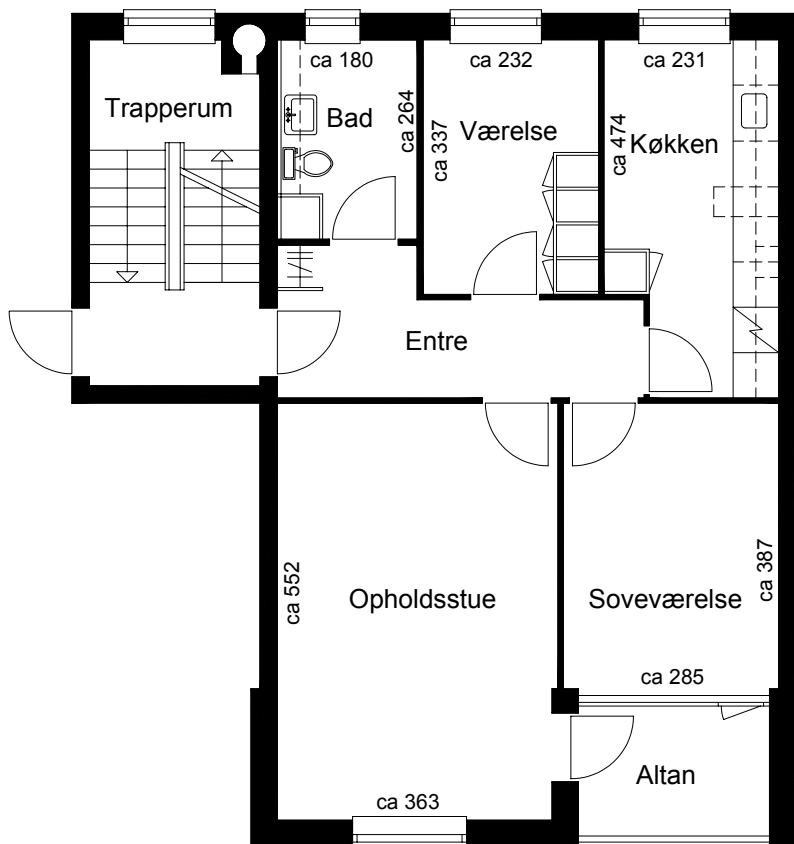 ca 180
ca 232
ca 231
Trapperum
Bad
ca 264
ca 337
Værelse
ca 474
Køkken
Entre
ca 552
Opholdsstue
Soveværelse
ca 387
ca 285
Altan
ca 363